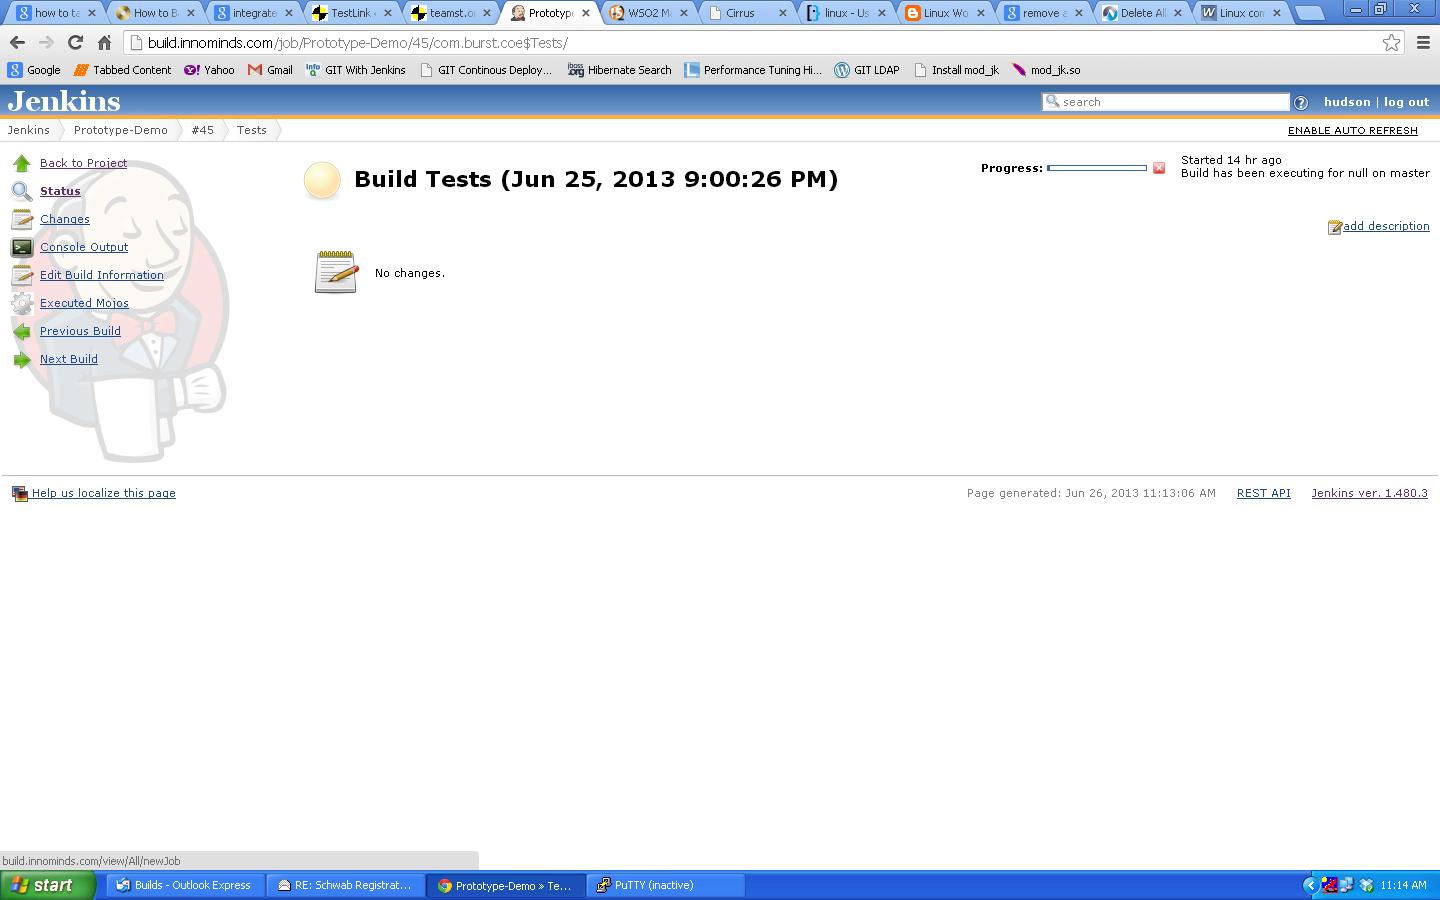 how to ta
How to B
integrate
TestLink
teamst.o
Prototype
WSO2 M
Cirrus
linux - Us
Linux Wo
remove a
Delete All
Linux con
build.innominds.com/job/Prototype-Demo/45/com.burst.coe$Tests/
Google
Tabbed Content
Yahoo
Gmail
GIT With Jenkins
GIT Continous Deploy...
Hibernate Search
Performance Tuning Hi...
GIT LDAP
Install mod_jk
mod_jk.so
Jenkins
search
hudson | log out
Jenkins
Prototype-Demo
#45
Tests
ENABLE AUTO REFRESH
Back to Project
Status
Changes
Console Output
Edit Build Information
Executed Mojos
Previous Build
Next Build
Build Tests (Jun 25, 2013 9:00:26 PM)
Progress:
Started 14 hr ago
Build has been executing for null on master
add description
No changes.
Help us localize this page
Page generated: Jun 26, 2013 11:13:06 AM
REST API
Jenkins ver. 1.480.3
build.innominds.com/view/All/newJob
start
Builds - Outlook Express
RE: Schwab Registrat...
Prototype-Demo » Te...
PuTTY (inactive)
11:14 AM